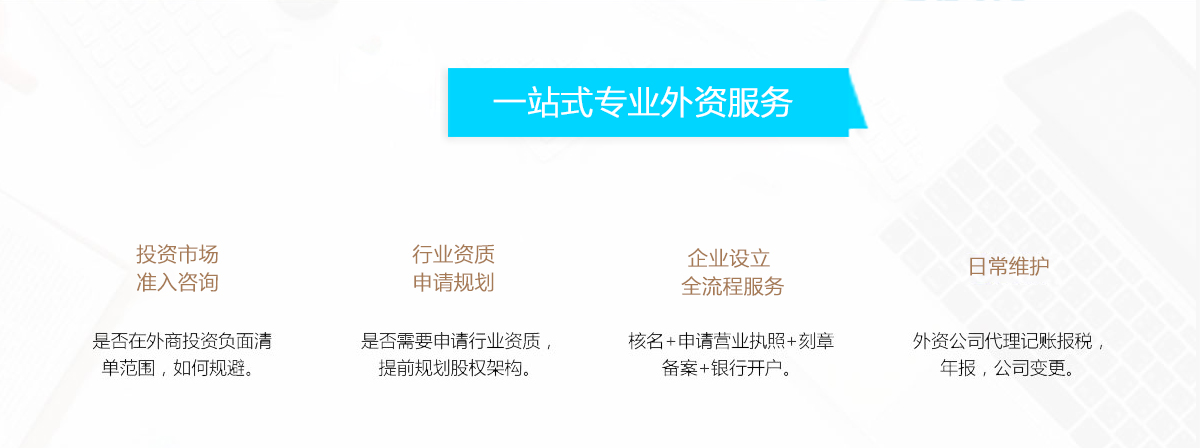 一站式专业外资服务
投资市场
准入咨询
行业资质
申请规划
企业设立
全流程服务
日常维护
是否在外商投资负面清
单范围，如何规避。
是否需要申请行业资质，
提前规划股权架构。
核名+申请营业执照+刻章
备案+银行开户。
外资公司代理记账报税，
年报，公司变更。